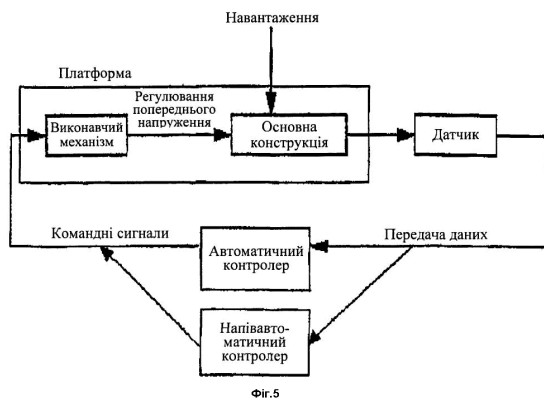 Навантаження
Платформа
Регулювання
попереднього
напруження
Виконавчий
механізм
Основна
конструкція
Датчик
Командні сигнали
Передача даних
Автоматичний
контролер
Напівавто-
матичний
контролер
Фіг.5